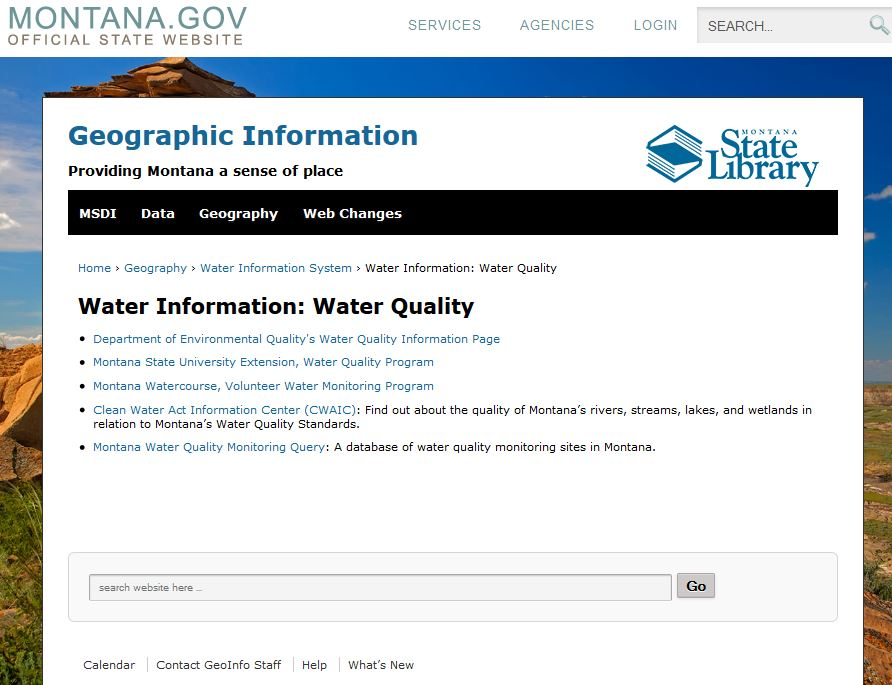 MONTANA.GOV
OFFICIAL STATE WEBSITE
SERVICES AGENCIES LOGIN SEARCH...
Geographic Information
Providing Montana a sense of place
MONTANA
State
Library
MSDI Data Geography Web Changes
Home › Geography › Water Information System › Water Information: Water Quality
Water Information: Water Quality
• Department of Environmental Quality's Water Quality Information Page
• Montana State University Extension, Water Quality Program
• Montana Watercourse, Volunteer Water Monitoring Program
• Clean Water Act Information Center (CWAIC): Find out about the quality of Montana’s rivers, streams, lakes, and wetlands in
relation to Montana’s Water Quality Standards.
• Montana Water Quality Monitoring Query: A database of water quality monitoring sites in Montana.
search website here ... Go
Calendar Contact GeoInfo Staff Help What’s New